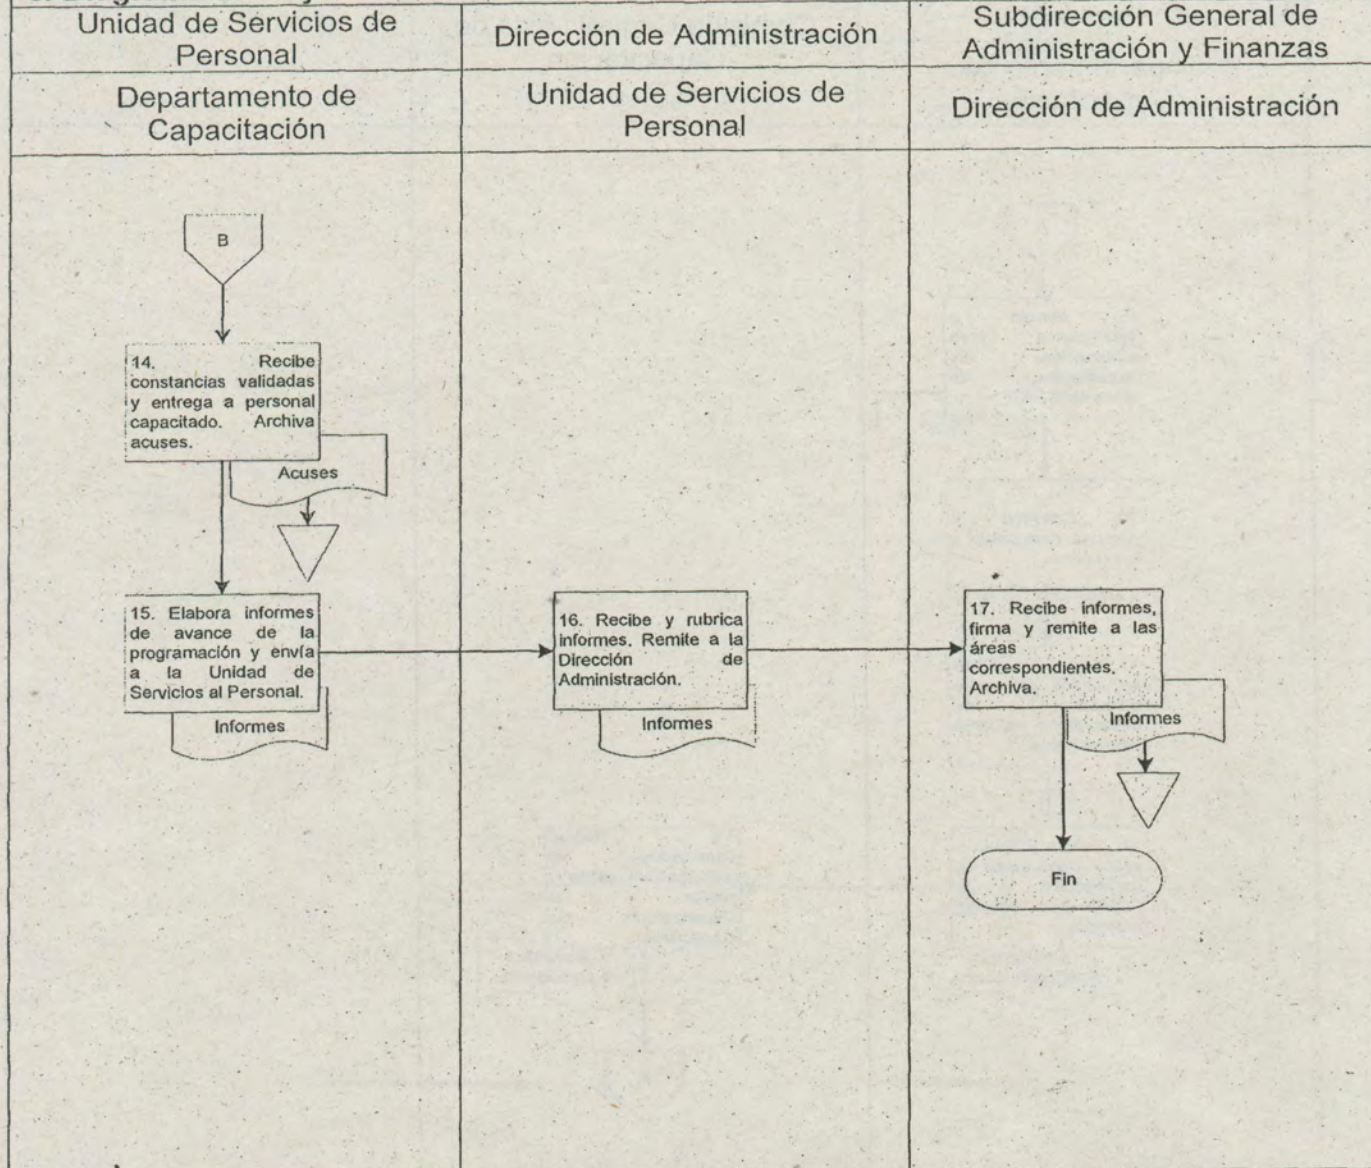 Unidad de Servicios de
Personal
Dirección de Administración
Subdirección General de
Administración y Finanzas
Departamento de
Capacitación
Unidad de Servicios de
Personal
Dirección de Administración
B
14. Recibe
constancias validadas
y entrega a personal
capacitado. Archiva
acuses.
Acuses
15. Elabora informes
de avance de la
programación y envía
a la Unidad de
Servicios al Personal.
Informes
16. Recibe y rubrica
informes. Remite a la
Dirección de
Administración.
Informes
17. Recibe informes,
firma y remite a las
áreas
correspondientes.
Archiva.
Informes
Fin